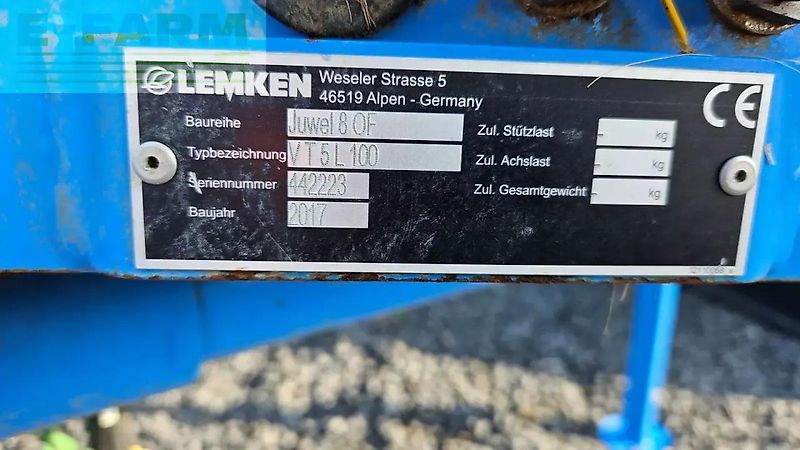 E-FARM
LEMKEN Weseler Strasse 5
46519 Alpen - Germany
CE
Baureihe Juwel 8 OF
Typbezeichnung V T 5 L 100
Seriennummer 442223
Baujahr 2017
Zul. Stützlast - kg
Zul. Achslast - kg
Zul. Gesamtgewicht - kg